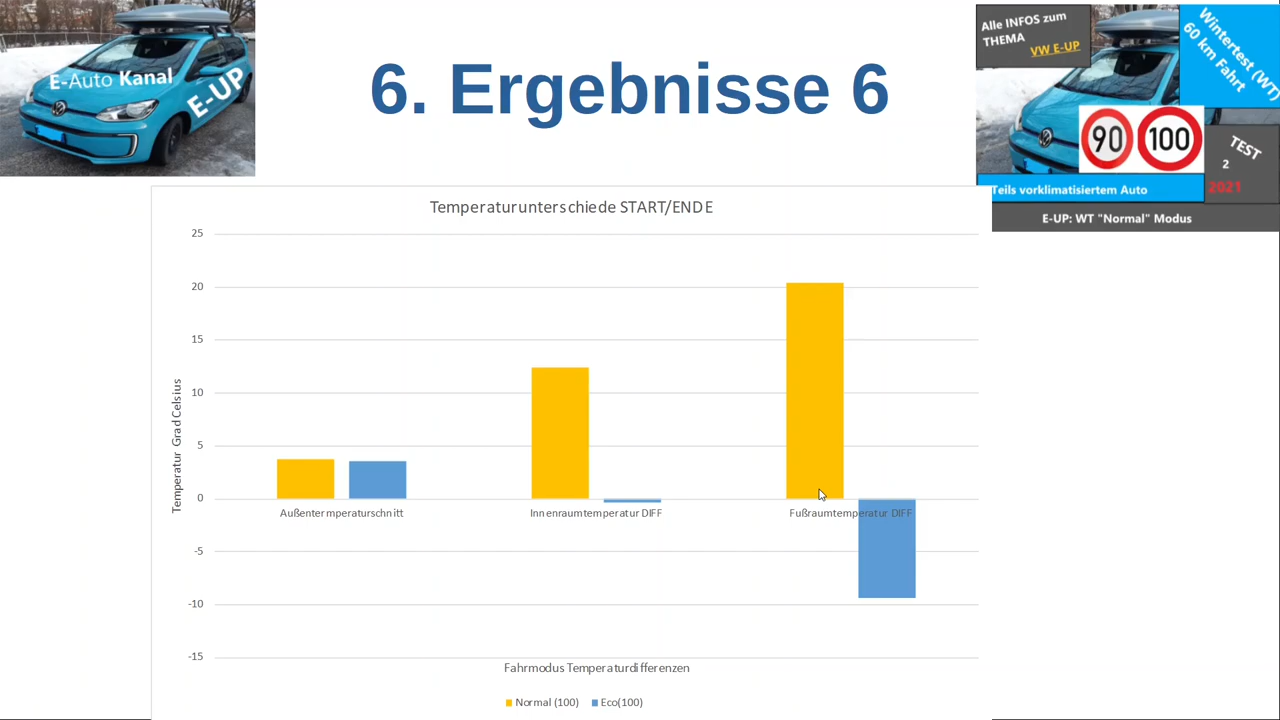 E-Auto Kanal
E-UP
6. Ergebnisse 6
Alle INFOS zum
THEMA
VW E-UP
Wintertest (WT)
60 km Fahrt
90
100
TEST
2
2021
Teils vorklimatisiertem Auto
E-UP: WT "Normal" Modus
Temperaturunterschiede START/ENDE
25
20
15
10
5
0
-5
-10
-15
Temperatur Grad Celsius
Außentermperaturschnitt
Innenraumtemperatur DIFF
Fußraumtemperatur DIFF
Fahrmodus Temperaturdifferenzen
Normal (100)
Eco(100)